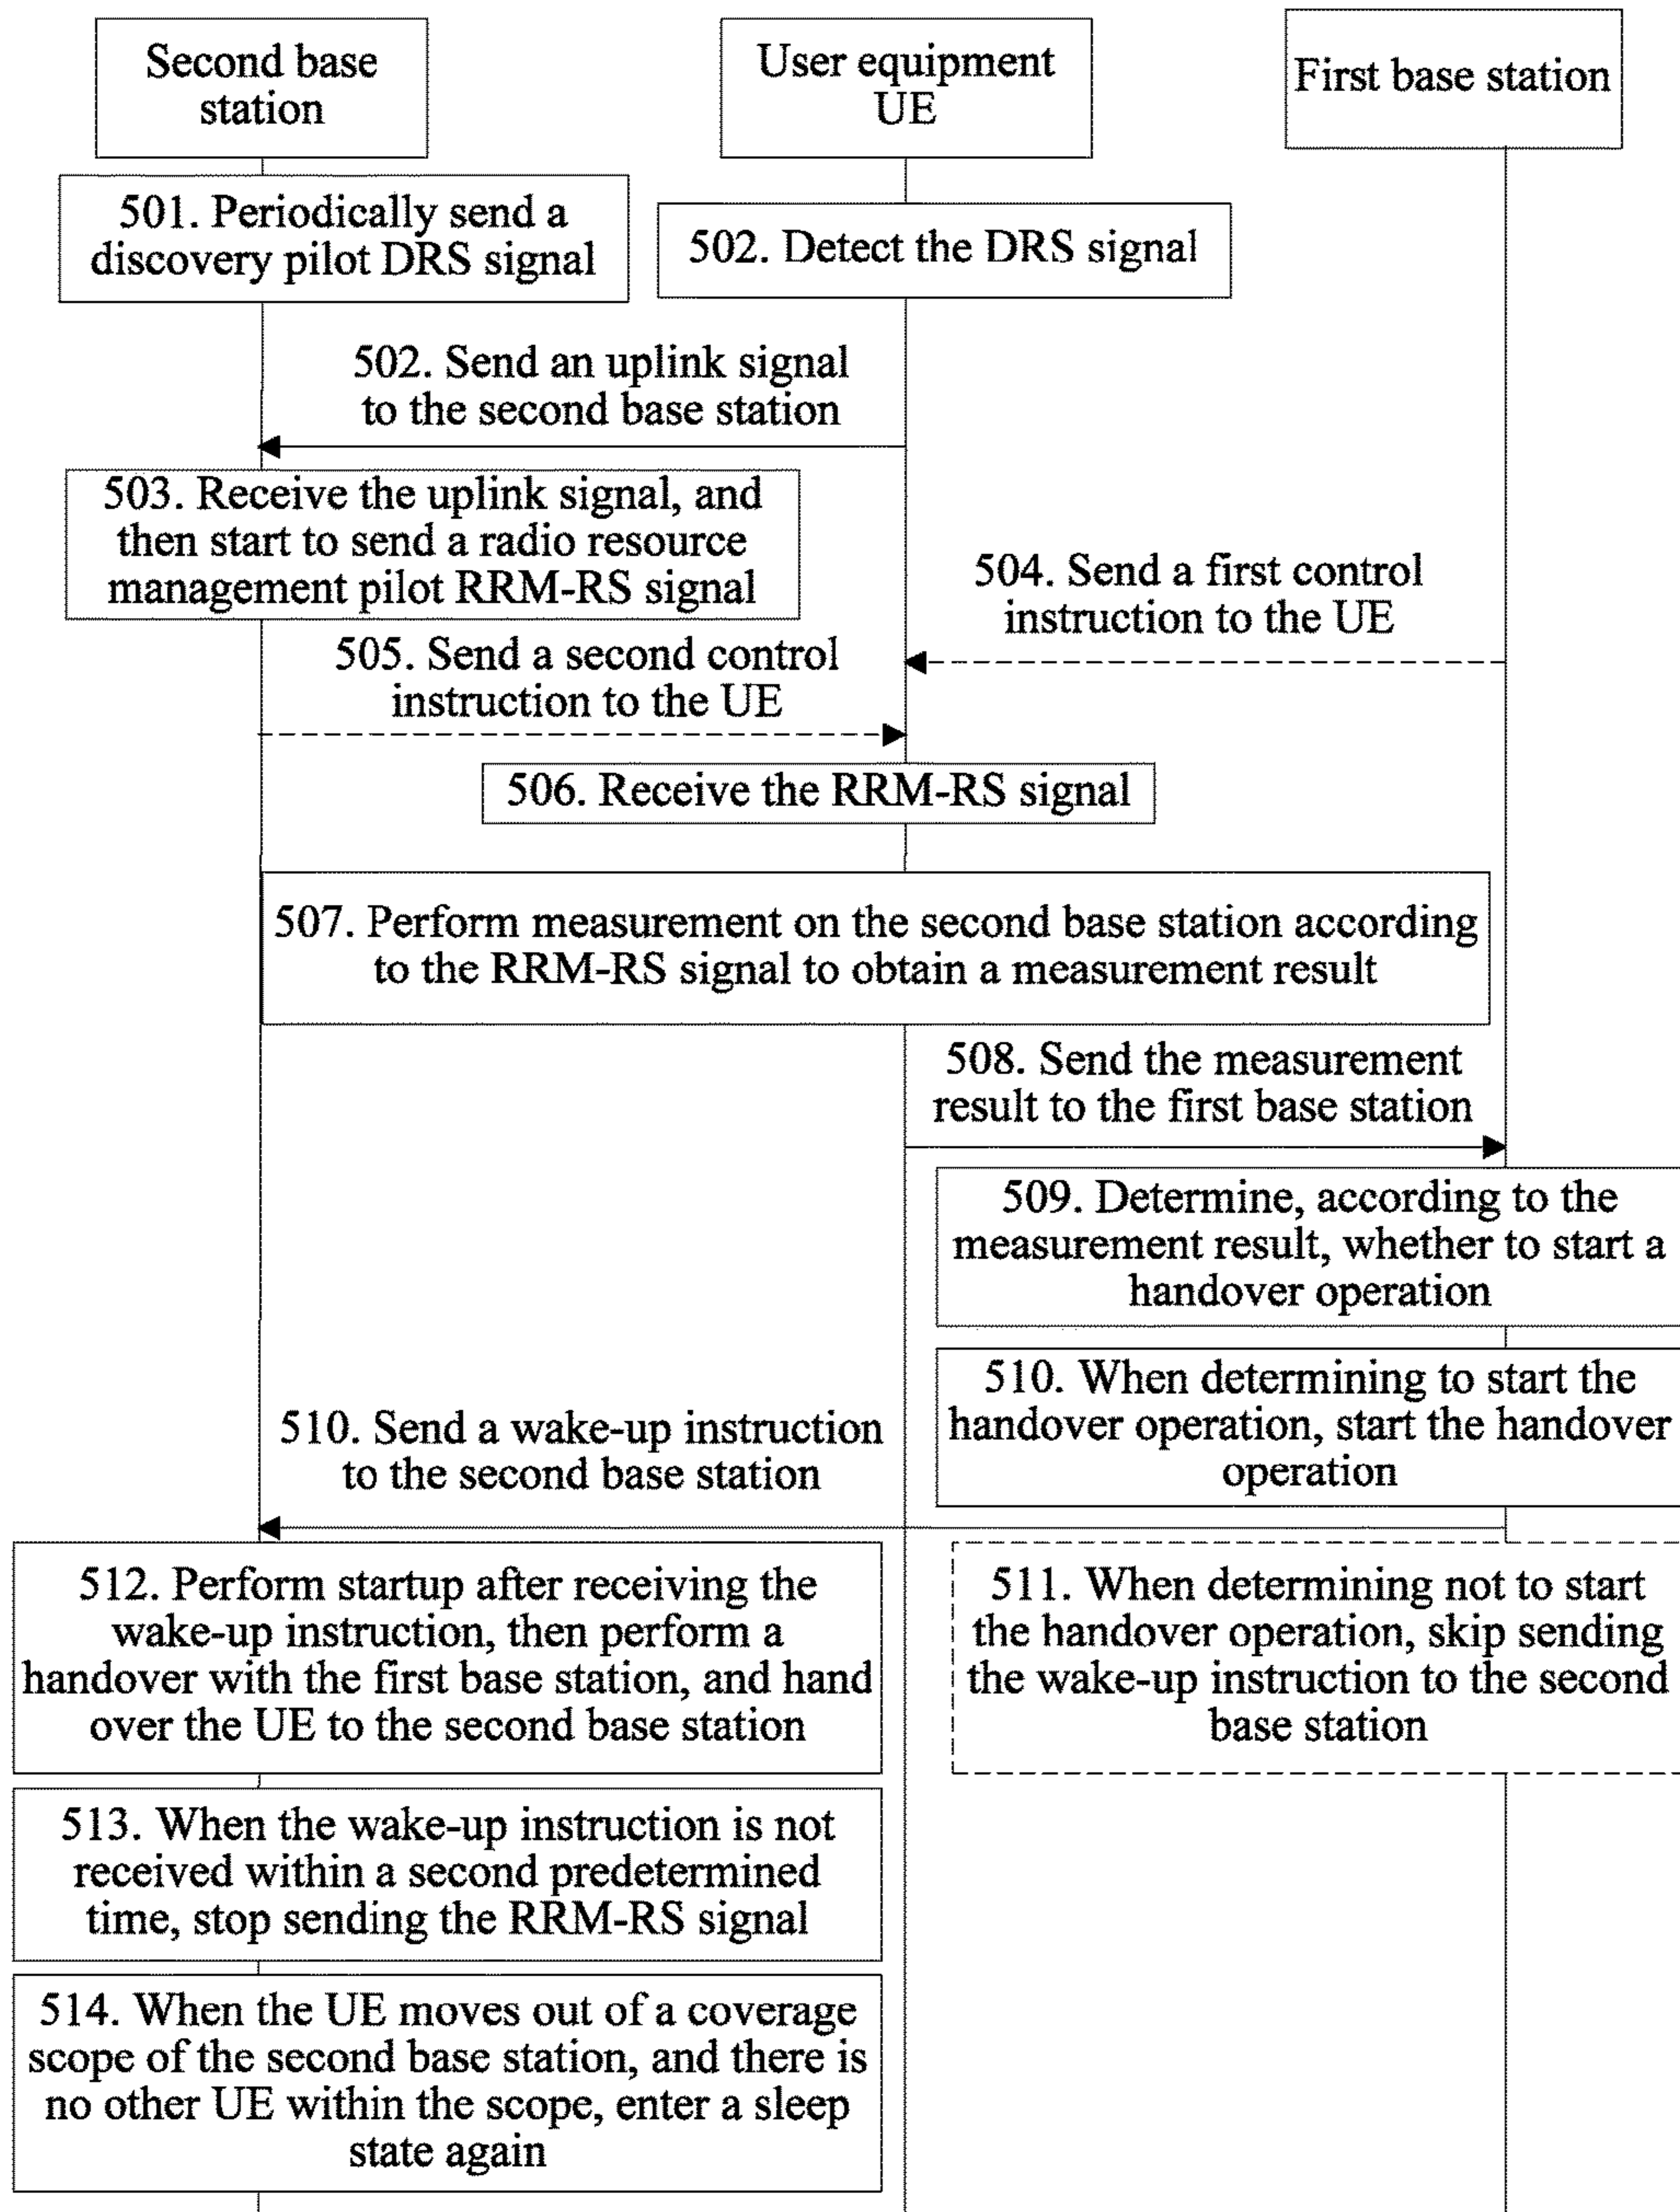 Second base
station
User equipment
UE
First base station
501. Periodically send a
discovery pilot DRS signal
502. Detect the DRS signal
502. Send an uplink signal
to the second base station
503. Receive the uplink signal, and
then start to send a radio resource
management pilot RRM-RS signal
504. Send a first control
instruction to the UE
505. Send a second control
instruction to the UE
506. Receive the RRM-RS signal
507. Perform measurement on the second base station according
to the RRM-RS signal to obtain a measurement result
508. Send the measurement
result to the first base station
509. Determine, according to the
measurement result, whether to start a
handover operation
510. When determining to start the
handover operation, start the handover
operation
510. Send a wake-up instruction
to the second base station
512. Perform startup after receiving the
wake-up instruction, then perform a
handover with the first base station, and hand
over the UE to the second base station
511. When determining not to start
the handover operation, skip sending
the wake-up instruction to the second
base station
513. When the wake-up instruction is not
received within a second predetermined
time, stop sending the RRM-RS signal
514. When the UE moves out of a coverage
scope of the second base station, and there is
no other UE within the scope, enter a sleep
state again